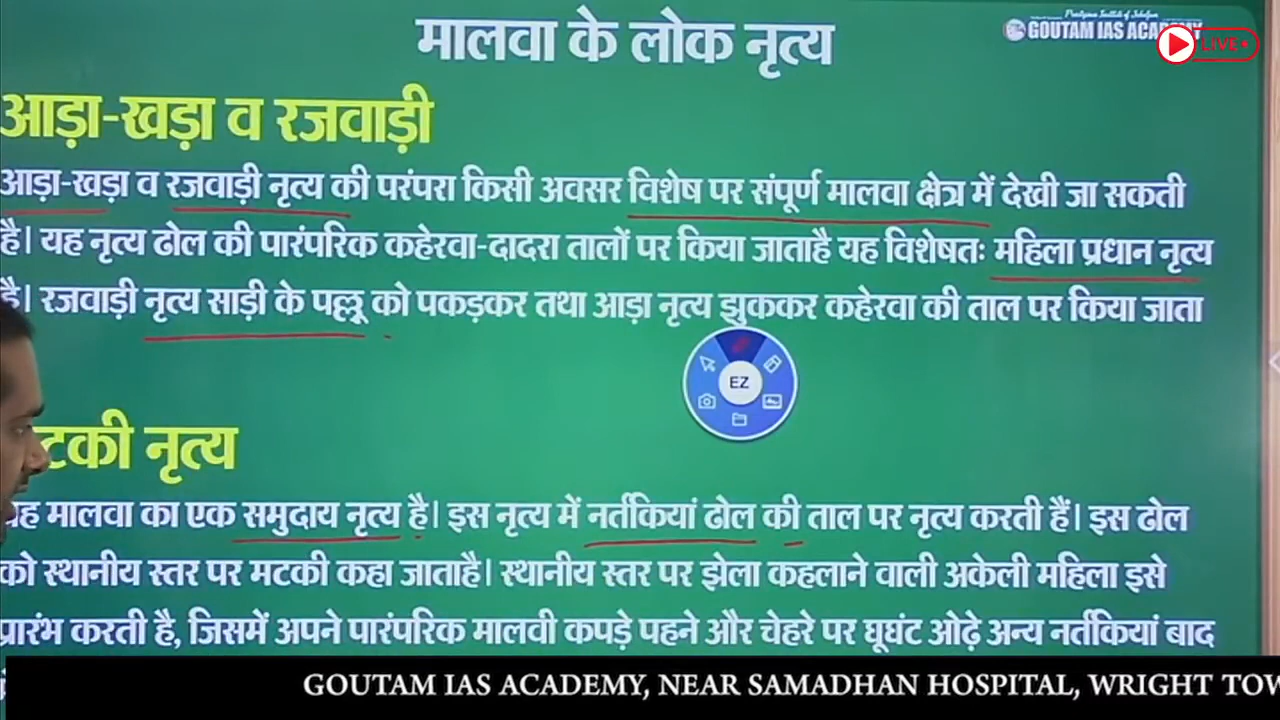 मालवा के लोक नृत्य
GOUTAM IAS ACADEMY
LIVE
आड़ा-खड़ा व रजवाड़ी
आड़ा-खड़ा व रजवाड़ी नृत्य की परंपरा किसी अवसर विशेष पर संपूर्ण मालवा क्षेत्र में देखी जा सकती
है। यह नृत्य ढोल की पारंपरिक कहेरवा-दादरा तालों पर किया जाताहै यह विशेषतः महिला प्रधान नृत्य
है। रजवाड़ी नृत्य साड़ी के पल्लू को पकड़कर तथा आड़ा नृत्य झुककर कहेरवा की ताल पर किया जाता
EZ
टकी नृत्य
यह मालवा का एक समुदाय नृत्य है। इस नृत्य में नर्तकियां ढोल की ताल पर नृत्य करती हैं। इस ढोल
को स्थानीय स्तर पर मटकी कहा जाताहै। स्थानीय स्तर पर झेला कहलाने वाली अकेली महिला इसे
प्रारंभ करती है, जिसमें अपने पारंपरिक मालवी कपड़े पहने और चेहरे पर घूघंट ओढ़े अन्य नर्तकियां बाद
GOUTAM IAS ACADEMY, NEAR SAMADHAN HOSPITAL, WRIGHT TOW